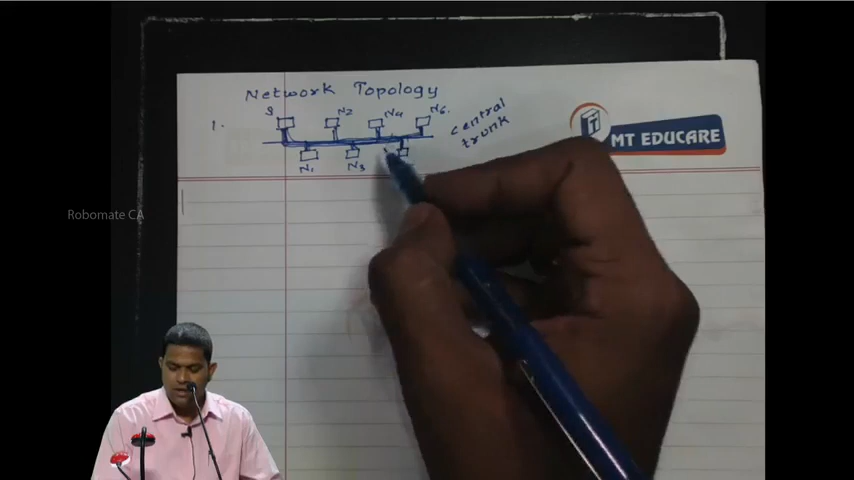 Network Topology
1.
S N2 N4 N6.
central
trunk
N1 N3
MT EDUCARE
Robomate CA